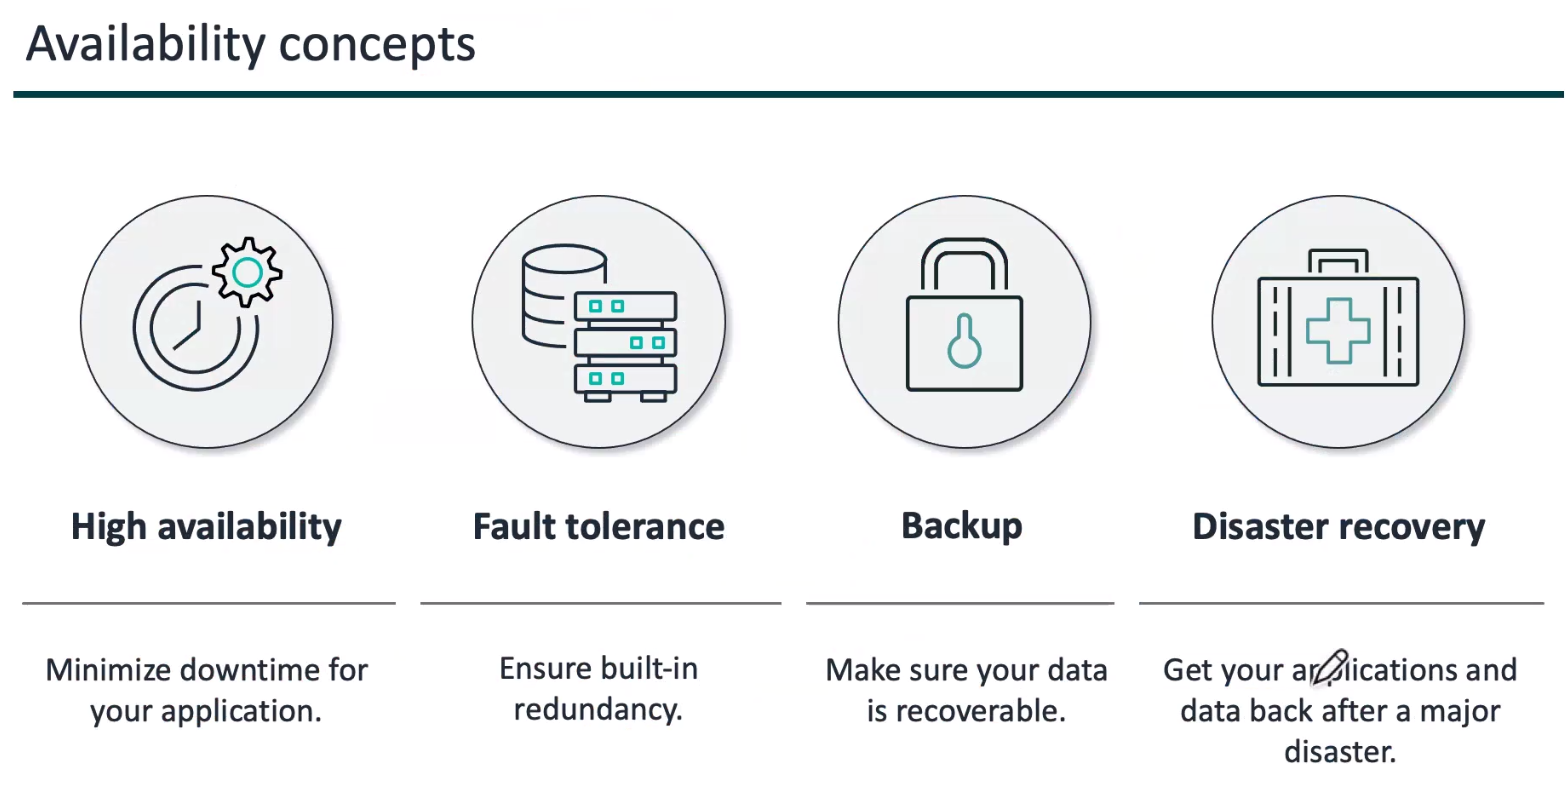 Availability concepts
High availability
Fault tolerance
Backup
Disaster recovery
Minimize downtime for
your application.
Ensure built-in
redundancy.
Make sure your data
is recoverable.
Get your applications and
data back after a major
disaster.